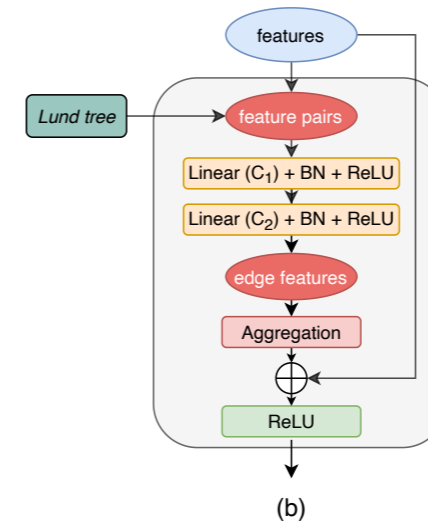 features
Lund tree
feature pairs
Linear (C₁) + BN + ReLU
Linear (C₂) + BN + ReLU
edge features
Aggregation
ReLU
(b)